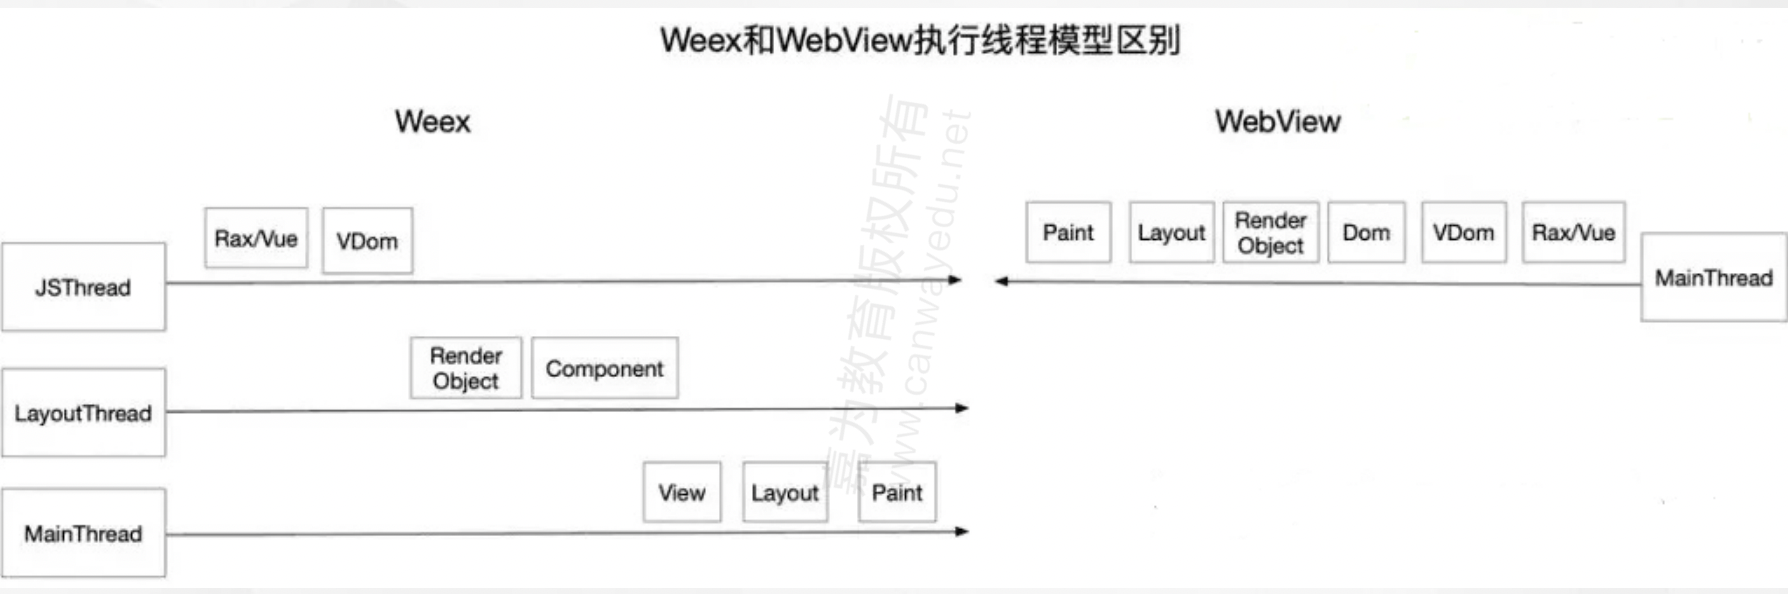 Weex和WebView执行线程模型区别
Weex
WebView
Rax/Vue
VDom
JSThread
Render
Object
Component
LayoutThread
View
Layout
Paint
MainThread
Paint
Layout
Render
Object
Dom
VDom
Rax/Vue
MainThread
嘉为教育版权所有
www.canwayedu.net